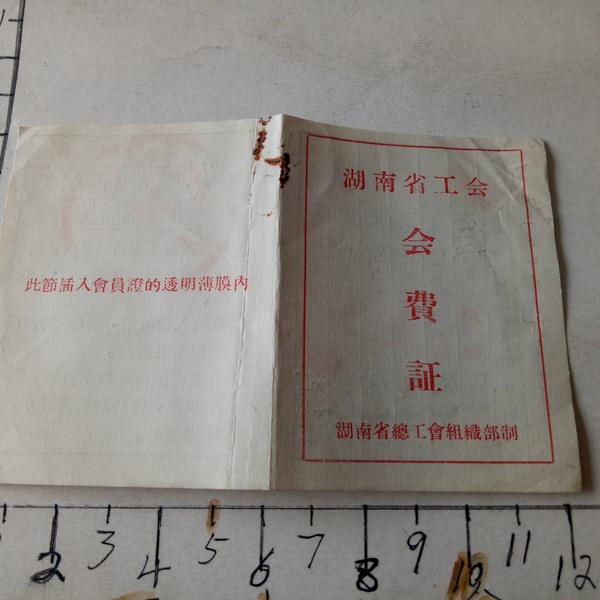 此節插入會員證的透明薄膜內
湖南省工会
会
費
証
湖南省總工會組織部制
2 3 4 5 6 7 8 9 10 11 12